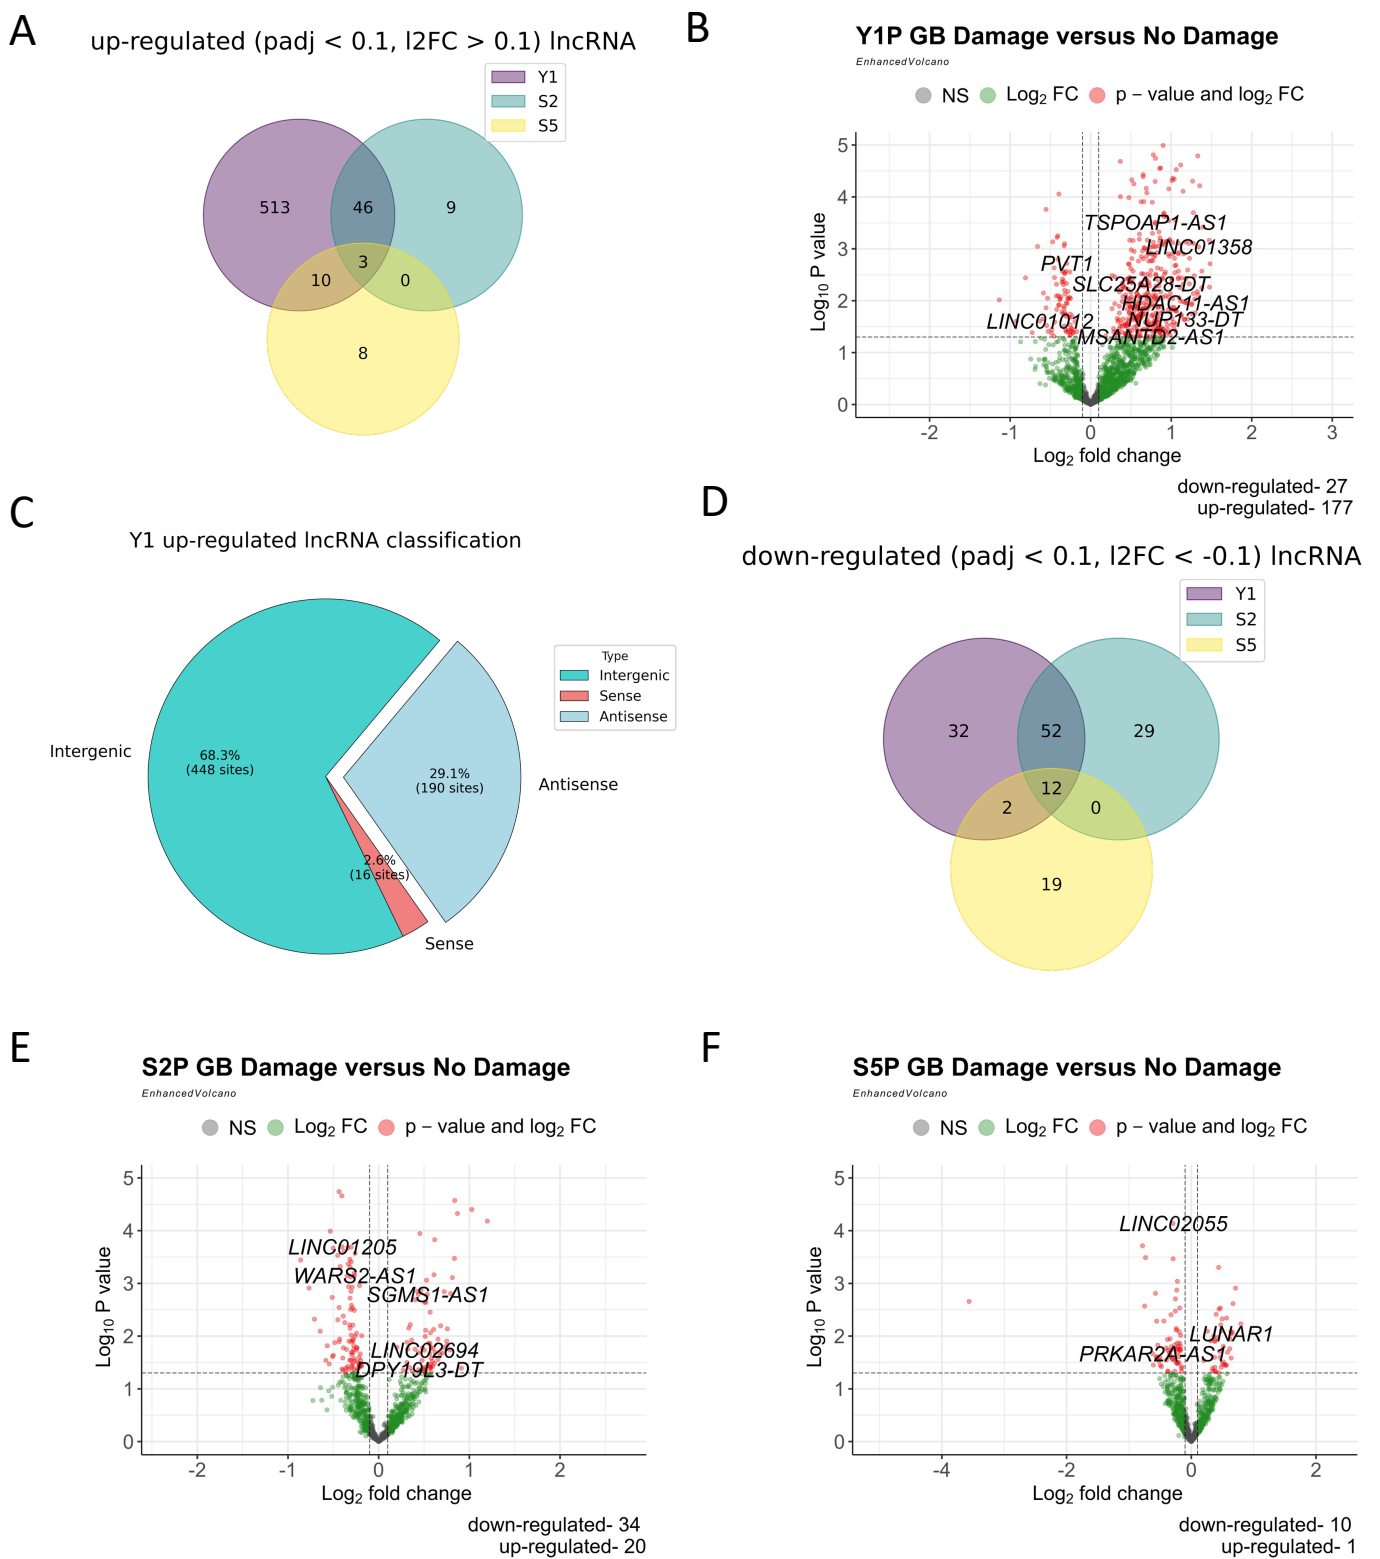 A
up-regulated (padj < 0.1, l2FC > 0.1) lncRNA
Y1
S2
S5
513
46
9
3
10
0
8
B
Y1P GB Damage versus No Damage
EnhancedVolcano
NS Log2 FC p − value and log2 FC
Log10 P value
5
4
3
2
1
0
TSPOAP1-AS1
LINC01358
PVT1
SLC25A28-DT
HDAC11-AS1
LINC01012
NUP133-DT
MSANTD2-AS1
-2 -1 0 1 2 3
Log2 fold change
down-regulated- 27
up-regulated- 177
C
Y1 up-regulated lncRNA classification
Type
Intergenic
Sense
Antisense
Intergenic
68.3%
(448 sites)
29.1%
(190 sites)
Antisense
2.6%
(16 sites)
Sense
D
down-regulated (padj < 0.1, l2FC < -0.1) lncRNA
Y1
S2
S5
32
52
29
12
2
0
19
E
S2P GB Damage versus No Damage
EnhancedVolcano
NS Log2 FC p − value and log2 FC
Log10 P value
5
4
3
2
1
0
LINC01205
WARS2-AS1
SGMS1-AS1
LINC02694
DPY19L3-DT
-2 -1 0 1 2
Log2 fold change
down-regulated- 34
up-regulated- 20
F
S5P GB Damage versus No Damage
EnhancedVolcano
NS Log2 FC p − value and log2 FC
Log10 P value
5
4
3
2
1
0
LINC02055
LUNAR1
PRKAR2A-AS1
-4 -2 0 2
Log2 fold change
down-regulated- 10
up-regulated- 1